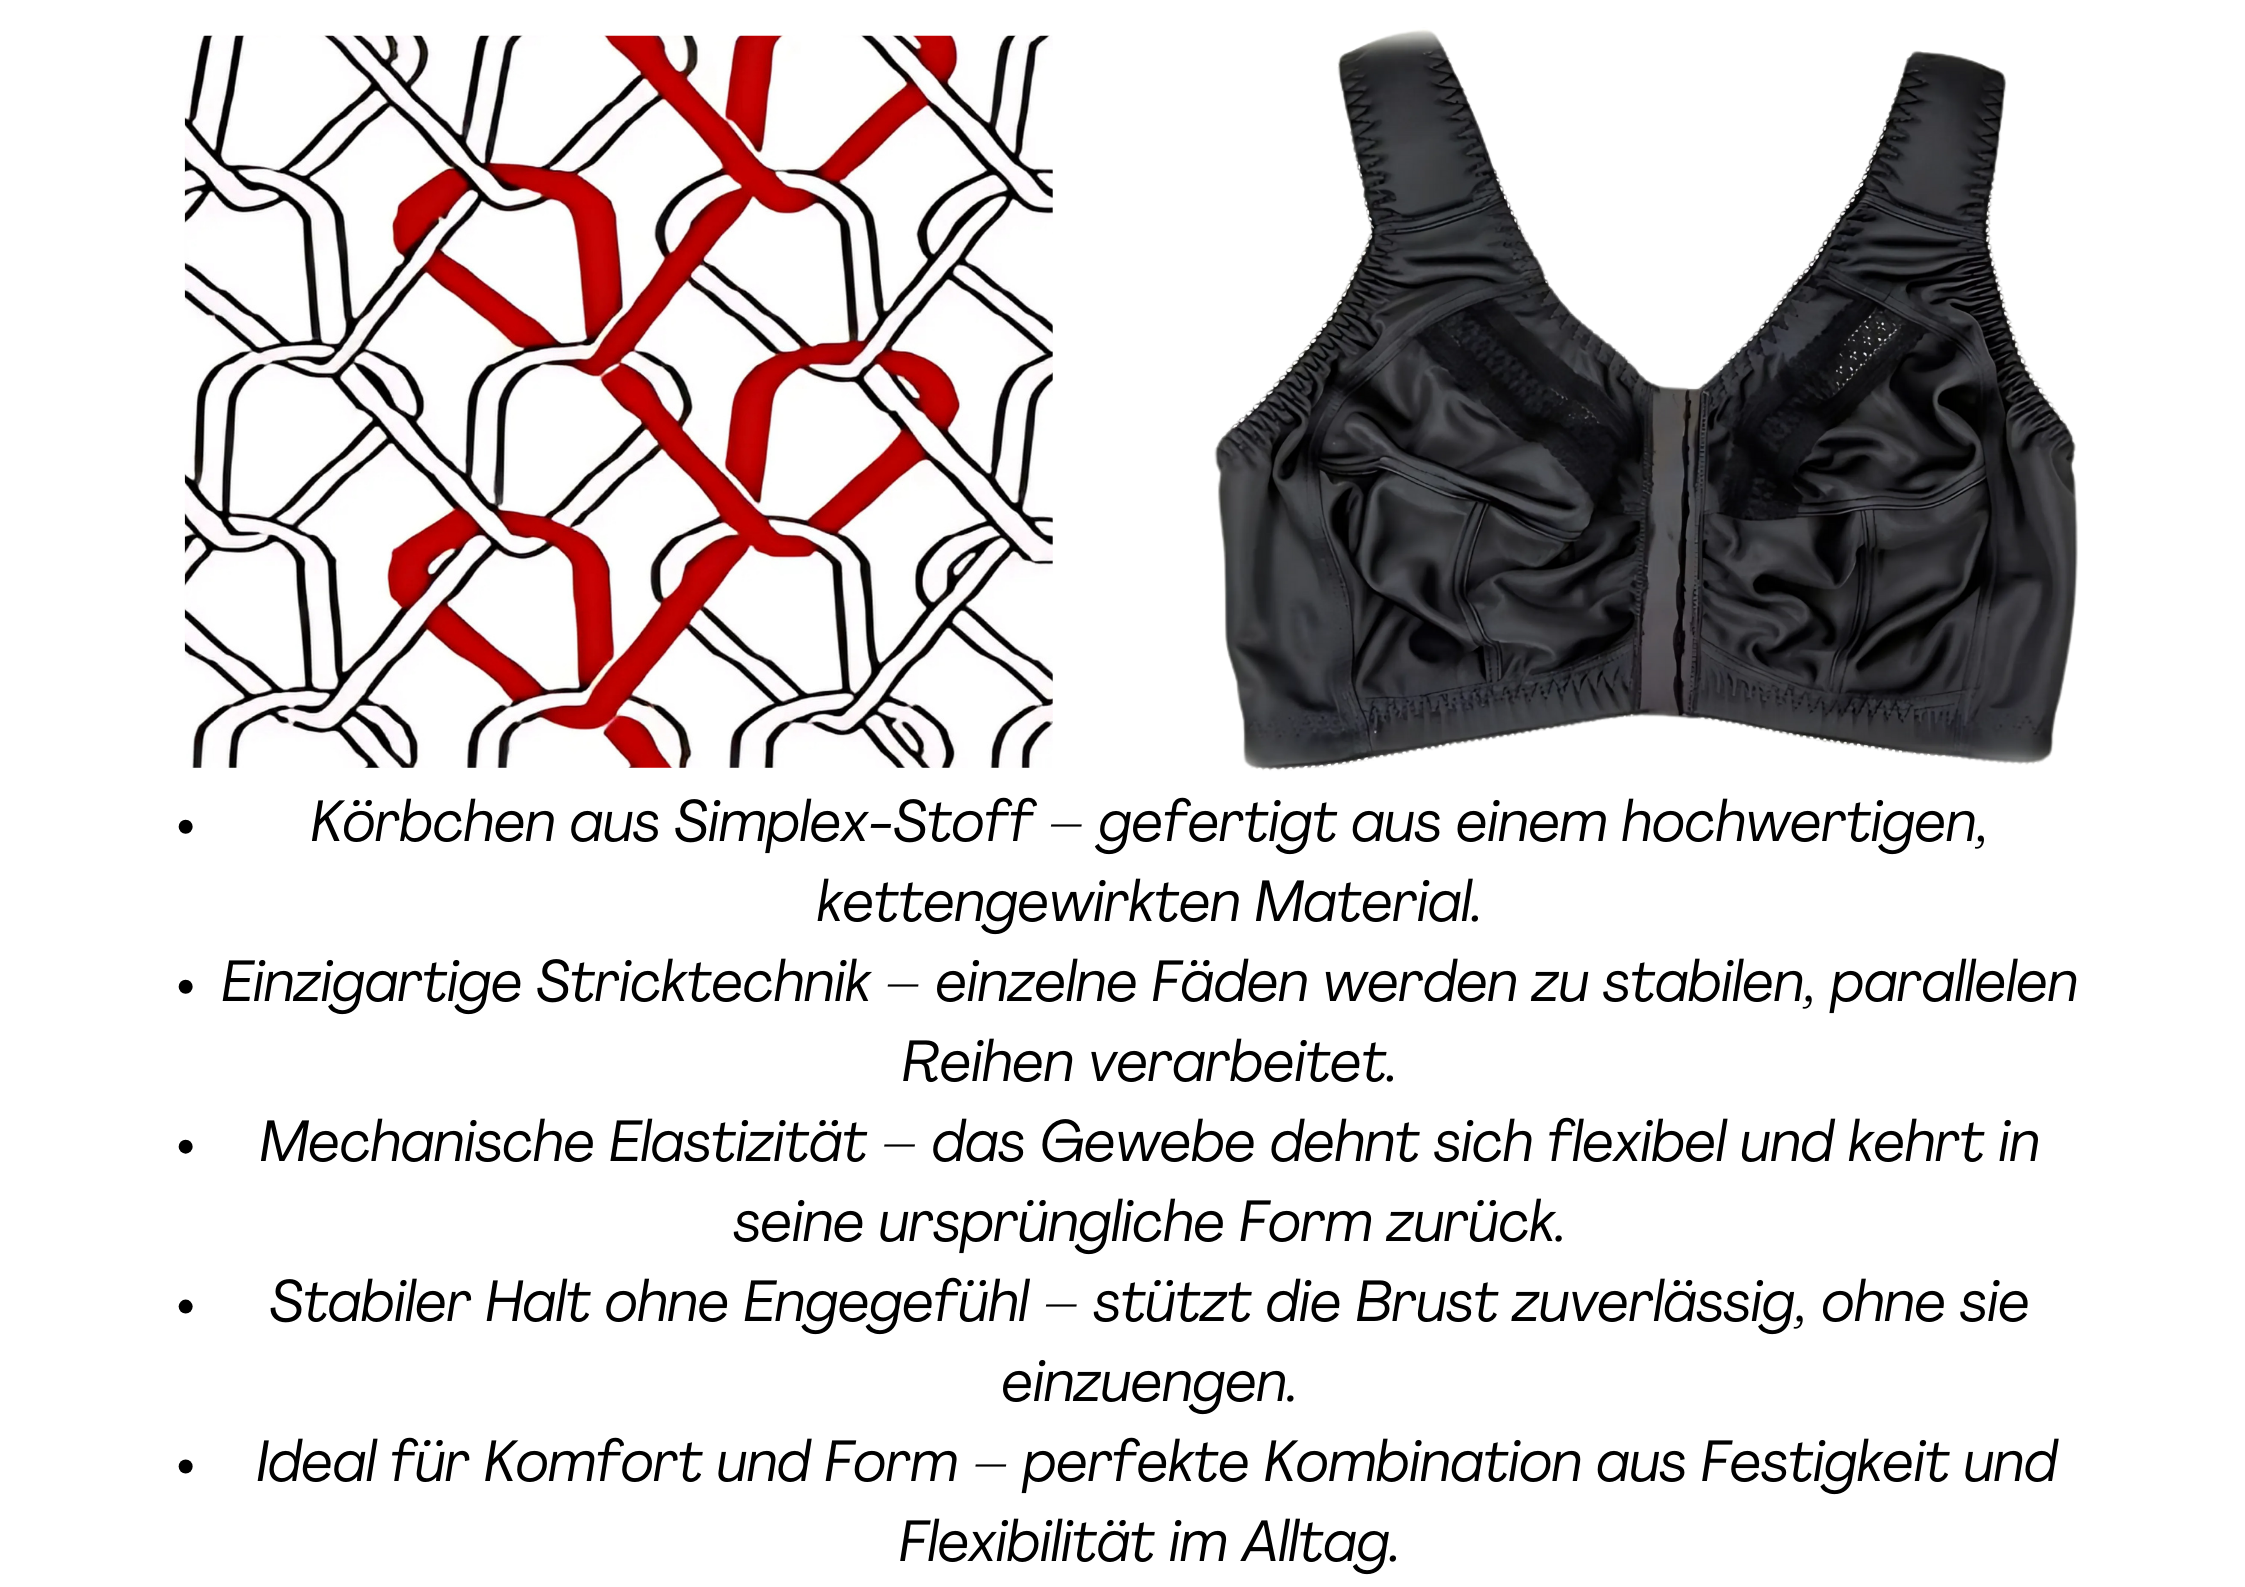 • Körbchen aus Simplex-Stoff – gefertigt aus einem hochwertigen,
kettengewirkten Material.
• Einzigartige Stricktechnik – einzelne Fäden werden zu stabilen, parallelen
Reihen verarbeitet.
• Mechanische Elastizität – das Gewebe dehnt sich flexibel und kehrt in
seine ursprüngliche Form zurück.
• Stabiler Halt ohne Engegefühl – stützt die Brust zuverlässig, ohne sie
einzuengen.
• Ideal für Komfort und Form – perfekte Kombination aus Festigkeit und
Flexibilität im Alltag.